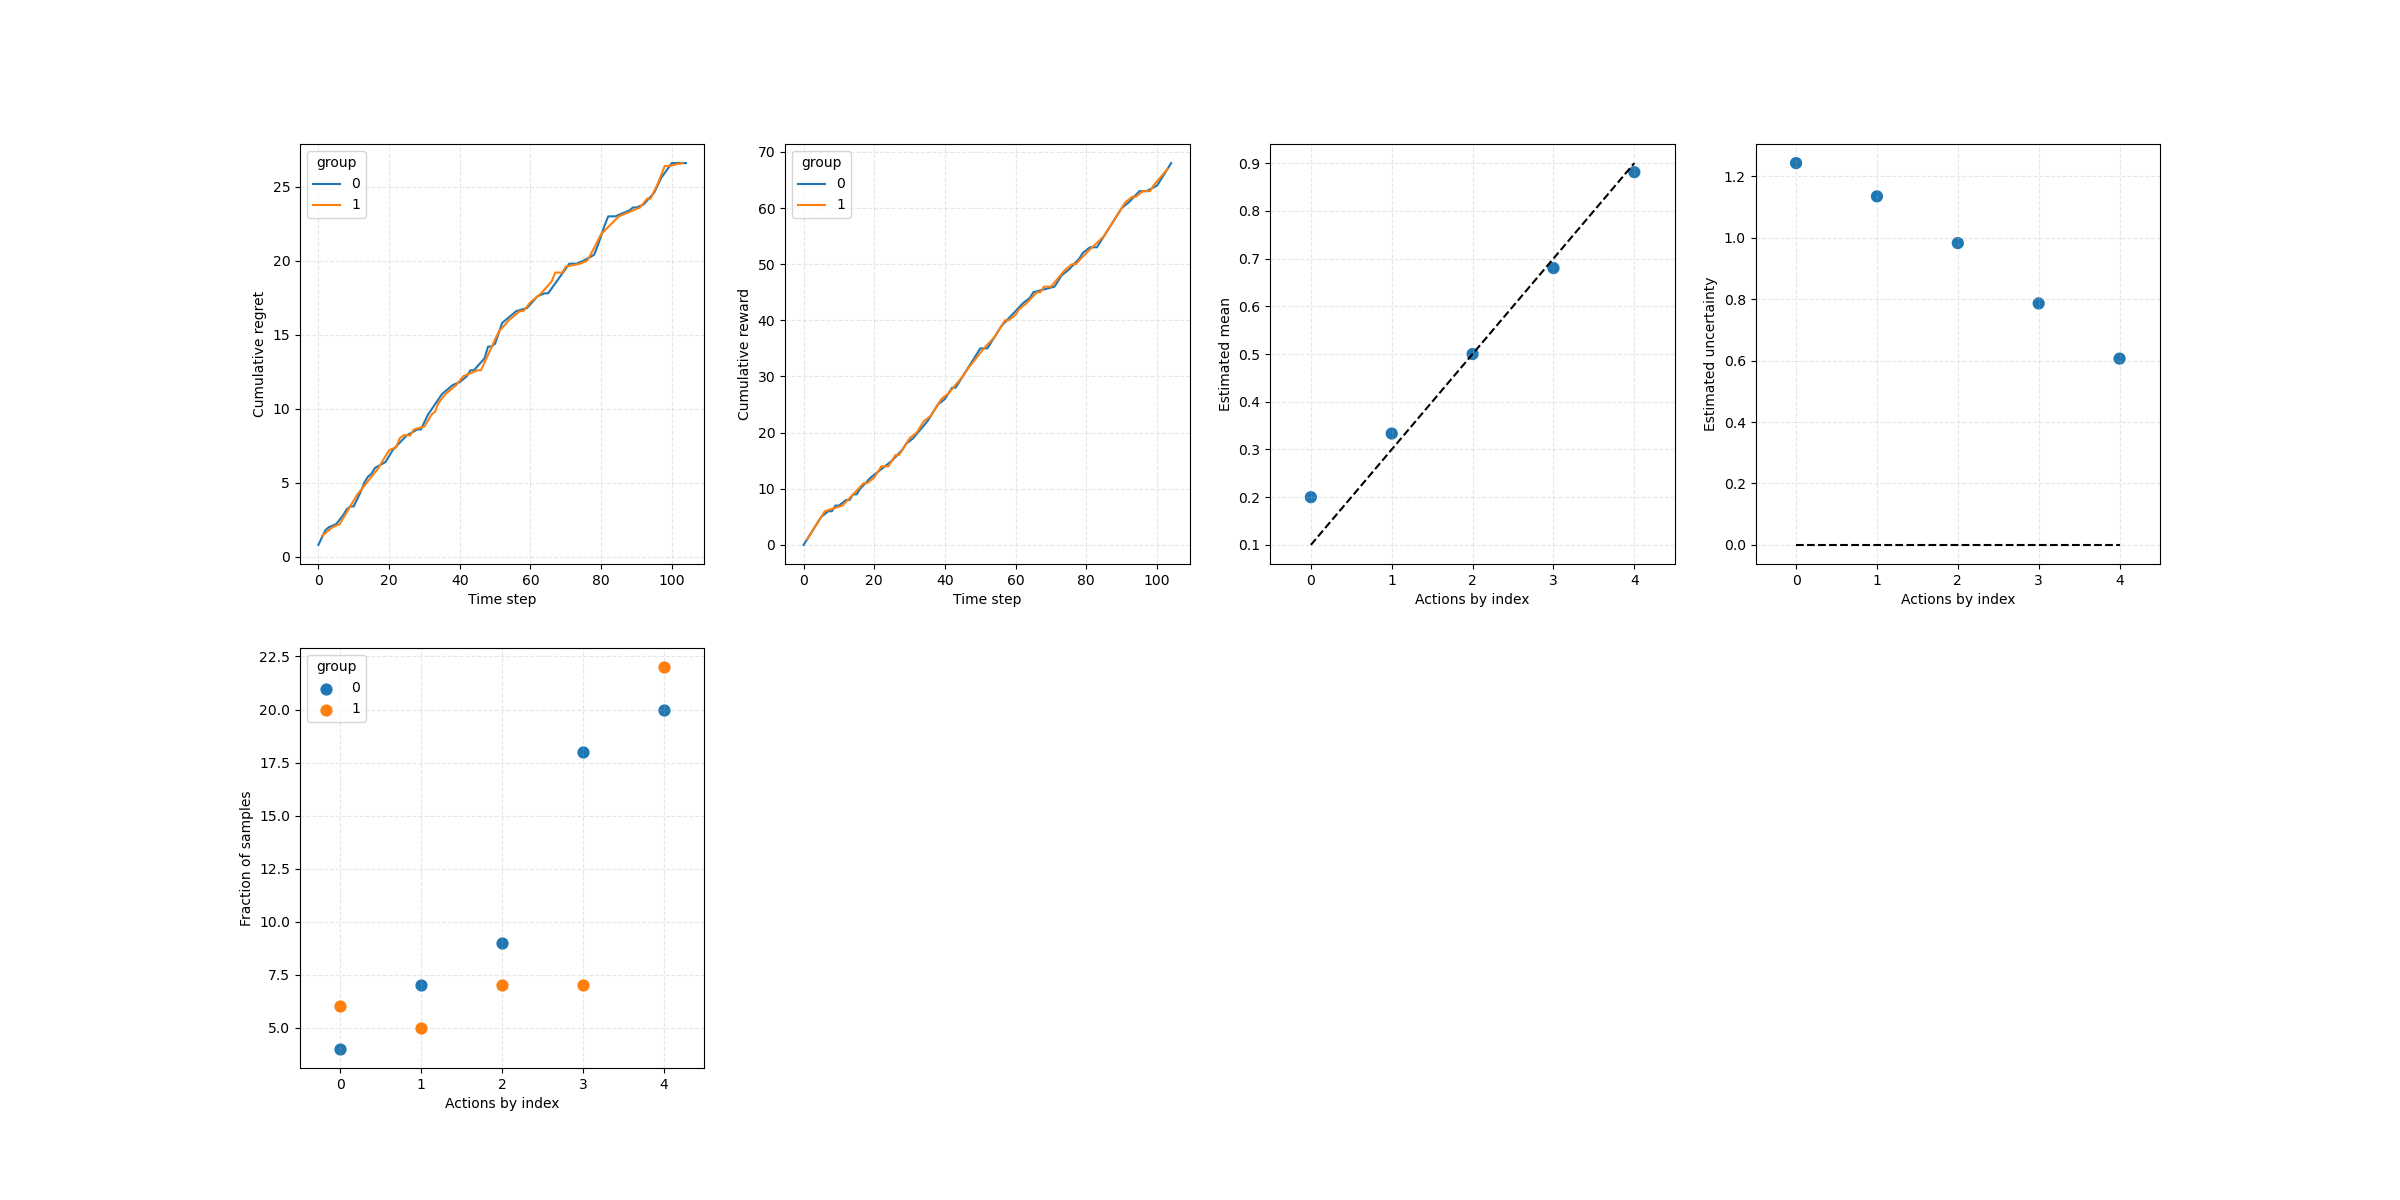 group
0
1
25
20
15
10
5
0
Cumulative regret
0 20 40 60 80 100
Time step
group
0
1
70
60
50
40
30
20
10
0
Cumulative reward
0 20 40 60 80 100
Time step
0.9
0.8
0.7
0.6
0.5
0.4
0.3
0.2
0.1
Estimated mean
0 1 2 3 4
Actions by index
1.2
1.0
0.8
0.6
0.4
0.2
0.0
Estimated uncertainty
0 1 2 3 4
Actions by index
group
0
1
22.5
20.0
17.5
15.0
12.5
10.0
7.5
5.0
Fraction of samples
0 1 2 3 4
Actions by index